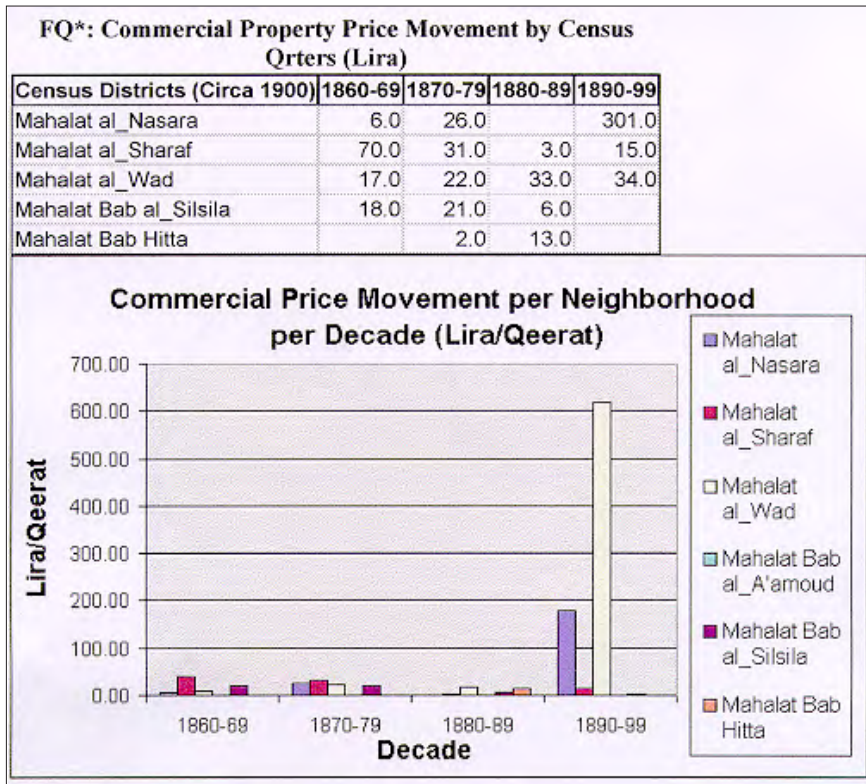 FQ*: Commercial Property Price Movement by Census
Qrters (Lira)
Census Districts (Circa 1900) 1860-69 1870-79 1880-89 1890-99
Mahalat al_Nasara 6.0 26.0 301.0
Mahalat al_Sharaf 70.0 31.0 3.0 15.0
Mahalat al_Wad 17.0 22.0 33.0 34.0
Mahalat Bab al_Silsila 18.0 21.0 6.0
Mahalat Bab Hitta 2.0 13.0
Commercial Price Movement per Neighborhood
per Decade (Lira/Qeerat)
700.00
600.00
500.00
400.00
300.00
200.00
100.00
0.00
Lira/Qeerat
1860-69 1870-79 1880-89 1890-99
Decade
Mahalat
al_Nasara
Mahalat
al_Sharaf
Mahalat
al_Wad
Mahalat Bab
al_A'amoud
Mahalat Bab
al_Silsila
Mahalat Bab
Hitta